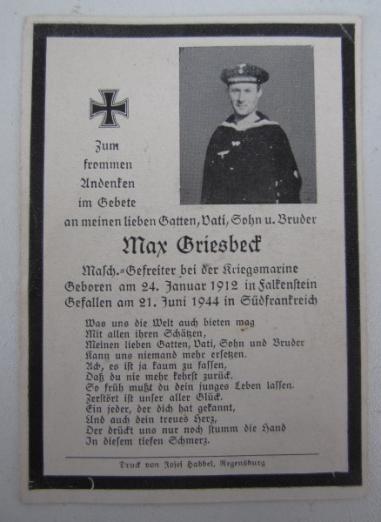 Zum
frommen
Andenken
im Gebete
an meinen lieben Gatten, Vati, Sohn u. Bruder
Max Griesbeck
Masch.-Gefreiter bei der Kriegsmarine
Geboren am 24. Januar 1912 in Falkenstein
Gefallen am 21. Juni 1944 in Südfrankreich
Was uns die Welt auch bieten mag
Mit allen ihren Schätzen,
Meinen lieben Gatten, Vati, Sohn und Bruder
Kann uns niemand mehr ersetzen.
Ach, es ist ja kaum zu fassen,
Daß du nie mehr kehrst zurück.
So früh mußt du dein junges Leben lassen.
Zerstört ist unser aller Glück.
Ein jeder, der dich hat gekannt,
Und auch dein treues Herz,
Der drückt uns nur noch stumm die Hand
In diesem tiefen Schmerz.
Druck von Josef Habbel, Regensburg